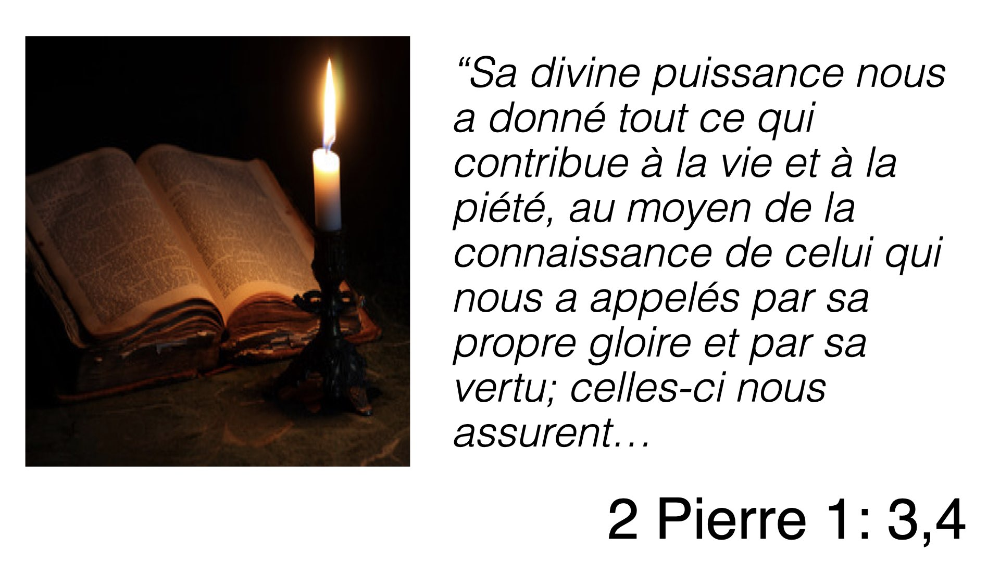 “Sa divine puissance nous
a donné tout ce qui
contribue à la vie et à la
piété, au moyen de la
connaissance de celui qui
nous a appelés par sa
propre gloire et par sa
vertu; celles-ci nous
assurent…
2 Pierre 1: 3,4